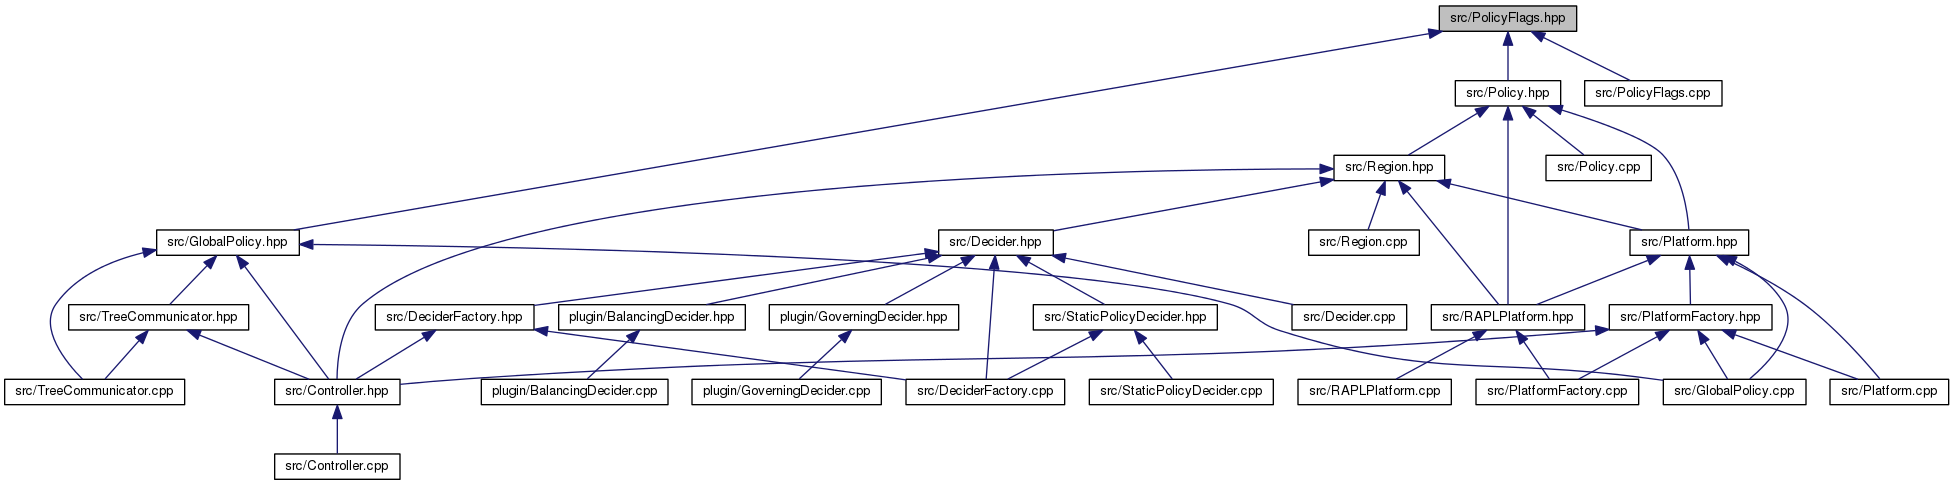 src/PolicyFlags.hpp
src/Policy.hpp
src/PolicyFlags.cpp
src/Region.hpp
src/Policy.cpp
src/GlobalPolicy.hpp
src/Decider.hpp
src/Region.cpp
src/Platform.hpp
src/TreeCommunicator.hpp
src/DeciderFactory.hpp
plugin/BalancingDecider.hpp
plugin/GoverningDecider.hpp
src/StaticPolicyDecider.hpp
src/Decider.cpp
src/RAPLPlatform.hpp
src/PlatformFactory.hpp
src/TreeCommunicator.cpp
src/Controller.hpp
plugin/BalancingDecider.cpp
plugin/GoverningDecider.cpp
src/DeciderFactory.cpp
src/StaticPolicyDecider.cpp
src/RAPLPlatform.cpp
src/PlatformFactory.cpp
src/GlobalPolicy.cpp
src/Platform.cpp
src/Controller.cpp